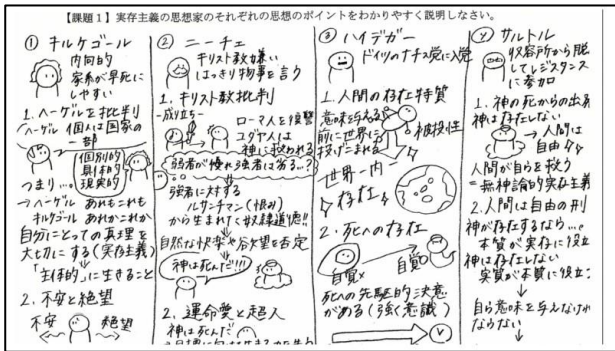 【課題1】実存主義の思想家のそれぞれの思想のポイントをわかりやすく説明しなさい。
① キルケゴール
内向的
家系が早死に
しやすい
1. ヘーゲルを批判
ヘーゲル 個人は国家の
一部
個別的
具体的
現実的
つまり…
→ヘーゲル あれもこれも
キルケゴール あれかこれか
自分にとっての真理を
大切にする(実存主義)
「主体的」に生きること
2. 不安と絶望
不安 絶望
② ニーチェ
キリスト教嫌い
はっきり物事を言う
1. キリスト教批判
-成り立ち-
ローマ人を復讐
ユダヤ人は
神に救われる
弱者が優れ強者は劣る…?
強者に対する
ルサンチマン(恨み)
から生まれた奴隷道徳!!
自然な快楽や欲望を否定
神は死んだ!!!
2. 運命愛と超人
神は死んだ
③ ハイデガー
ドイツのナチス党に入党
1. 人間の存在特質
意味を与える
前に世界に
投げこまれる
被投性
世界-内
存在
2. 死への存在
自覚× 自覚○
死への先駆的決意
がある(強く意識)
④ サルトル
収容所から脱
してレジスタンス
に参加
1. 神の死からの出発
神は存在しない
→人間は
自由
人間が自らを救う
=無神論的実存主義
2. 人間は自由の刑
神が存在するなら…
本質が実存に役立
神は存在しない
実質が本質に役立:
自ら意味を与えなけれ
ならない